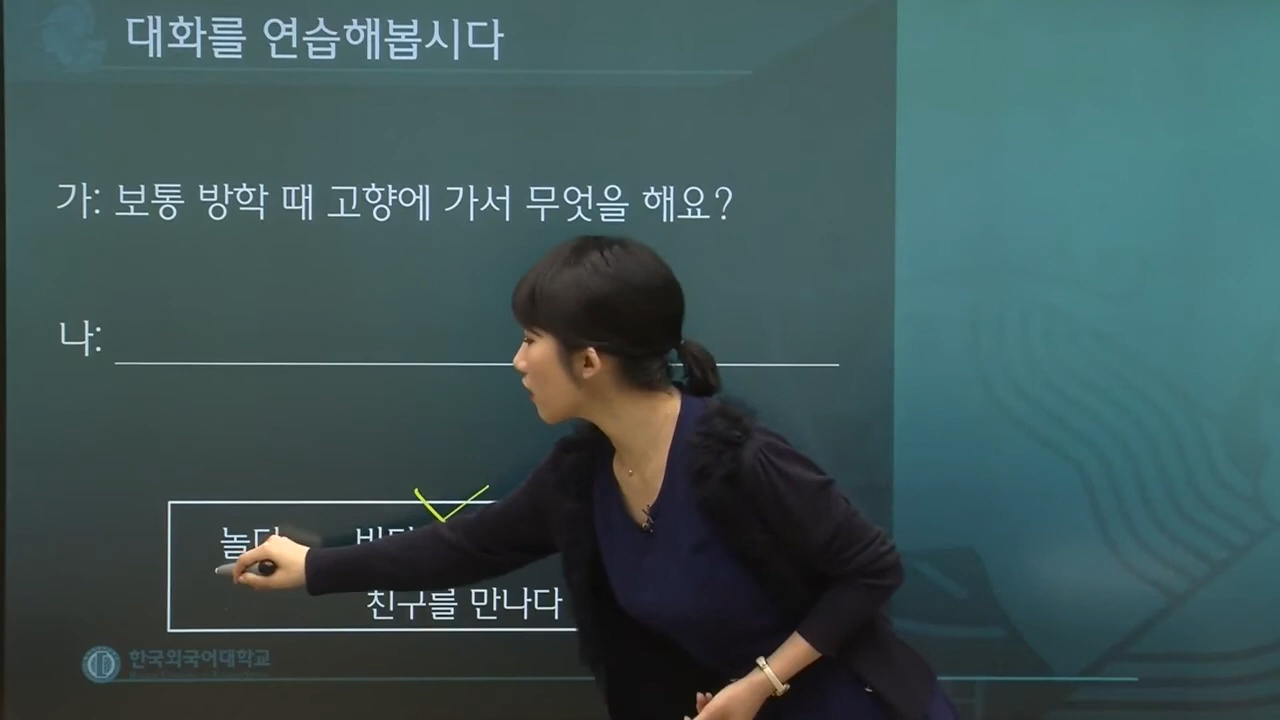 대화를 연습해봅시다
가: 보통 방학 때 고향에 가서 무엇을 해요?
나:
친구를 만나다
한국외국어대학교